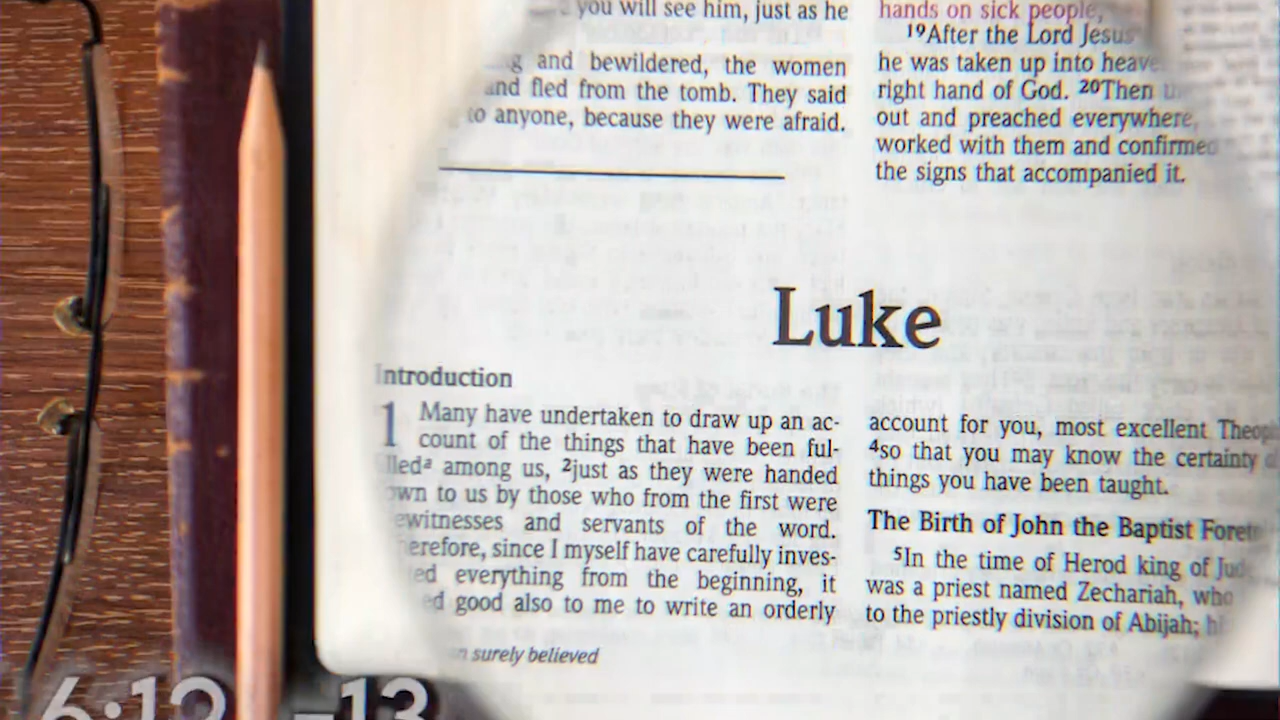 you will see him, just as he
and bewildered, the women
and fled from the tomb. They said
to anyone, because they were afraid.
hands on sick people,
19After the Lord Jesus
he was taken up into
right hand of God. 20Then
out and preached everywhere,
worked with them and confirmed
the signs that accompanied it.
Luke
Introduction
1 Many have undertaken to draw up an ac-
count of the things that have been ful-
among us, 2just as they were handed
to us by those who from the first were
and servants of the word.
since I myself have carefully inves-
everything from the beginning, it
good also to me to write an orderly
surely believed
account for you, most excellent
4so that you may know the certainty
things you have been taught.
The Birth of John the Baptist
5In the time of Herod king of
was a priest named Zechariah, who
to the priestly division of Abijah;
6:12 -13